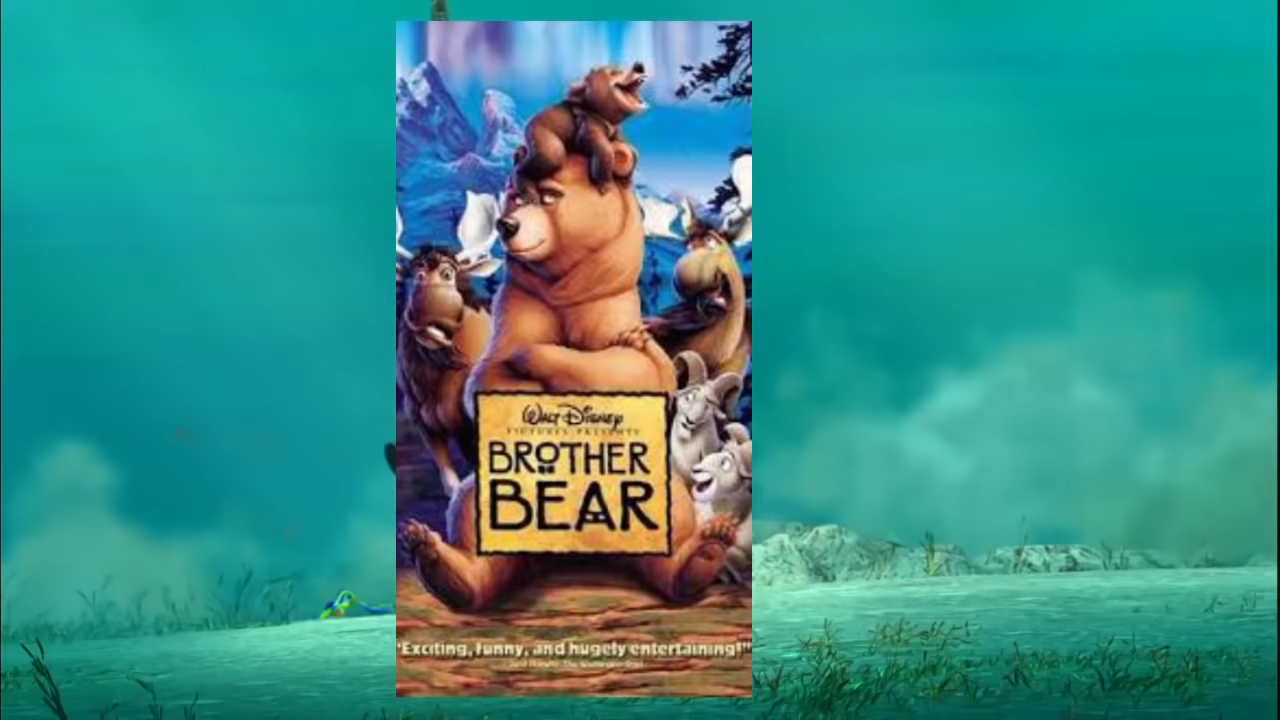 WALT DISNEY
PICTURES PRESENTS
BROTHER
BEAR
"Exciting, funny, and hugely entertaining!"